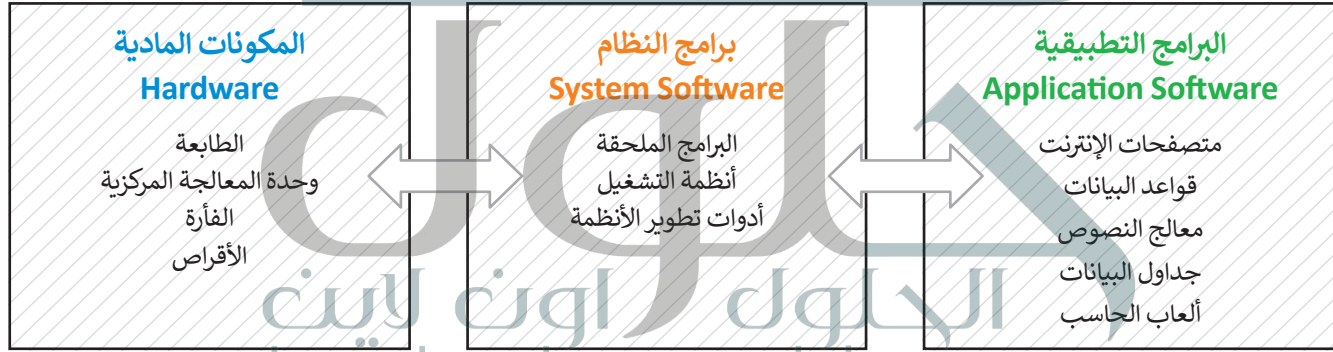 البرامج التطبيقية
Application Software
متصفحات الإنترنت
قواعد البيانات
معالج النصوص
جداول البيانات
ألعاب الحاسب
برامج النظام
System Software
البرامج الملحقة
أنظمة التشغيل
أدوات تطوير الأنظمة
المكونات المادية
Hardware
الطابعة
وحدة المعالجة المركزية
الفأرة
الأقراص
حلول
الحلول اون لاين